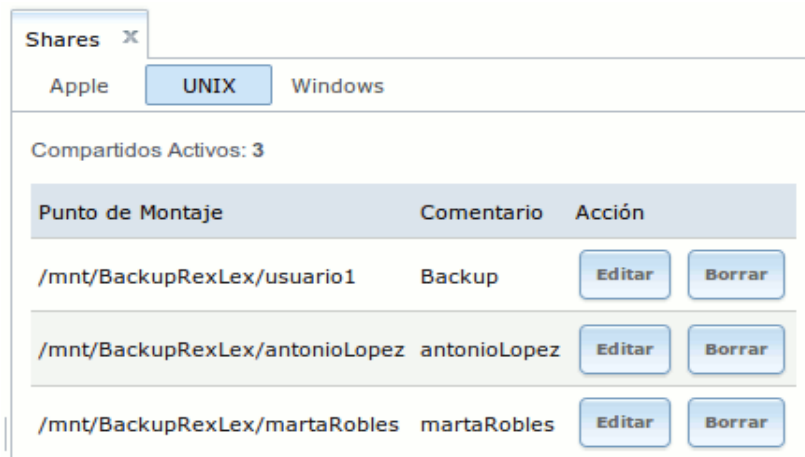 Shares X
Apple UNIX Windows
Compartidos Activos: 3
Punto de Montaje Comentario Acción
/mnt/BackupRexLex/usuario1 Backup Editar Borrar
/mnt/BackupRexLex/antonioLopez antonioLopez Editar Borrar
/mnt/BackupRexLex/martaRobles martaRobles Editar Borrar